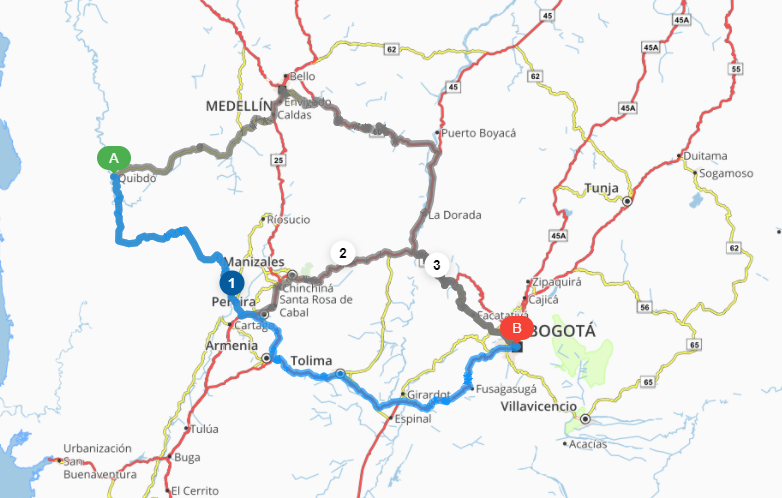 45
45A
62
45A
55
Bello
62
MEDELLÍN
Envigado
Caldas
45
45A
Puerto Boyacá
A
Quibdó
25
Duitama
Sogamoso
Tunja
La Dorada
Riosucio
45A
62
2
3
Manizales
1
Chinchiná
Zipaquirá
Cajicá
Pereira
Santa Rosa de
Cabal
56
Facatativá
B
BOGOTÁ
Cartago
Armenia
62
Tolima
65
65
Girardot
Fusagasugá
Villavicencio
Espinal
Tulúa
Acacías
Urbanización
San
Buenaventura
Buga
El Cerrito